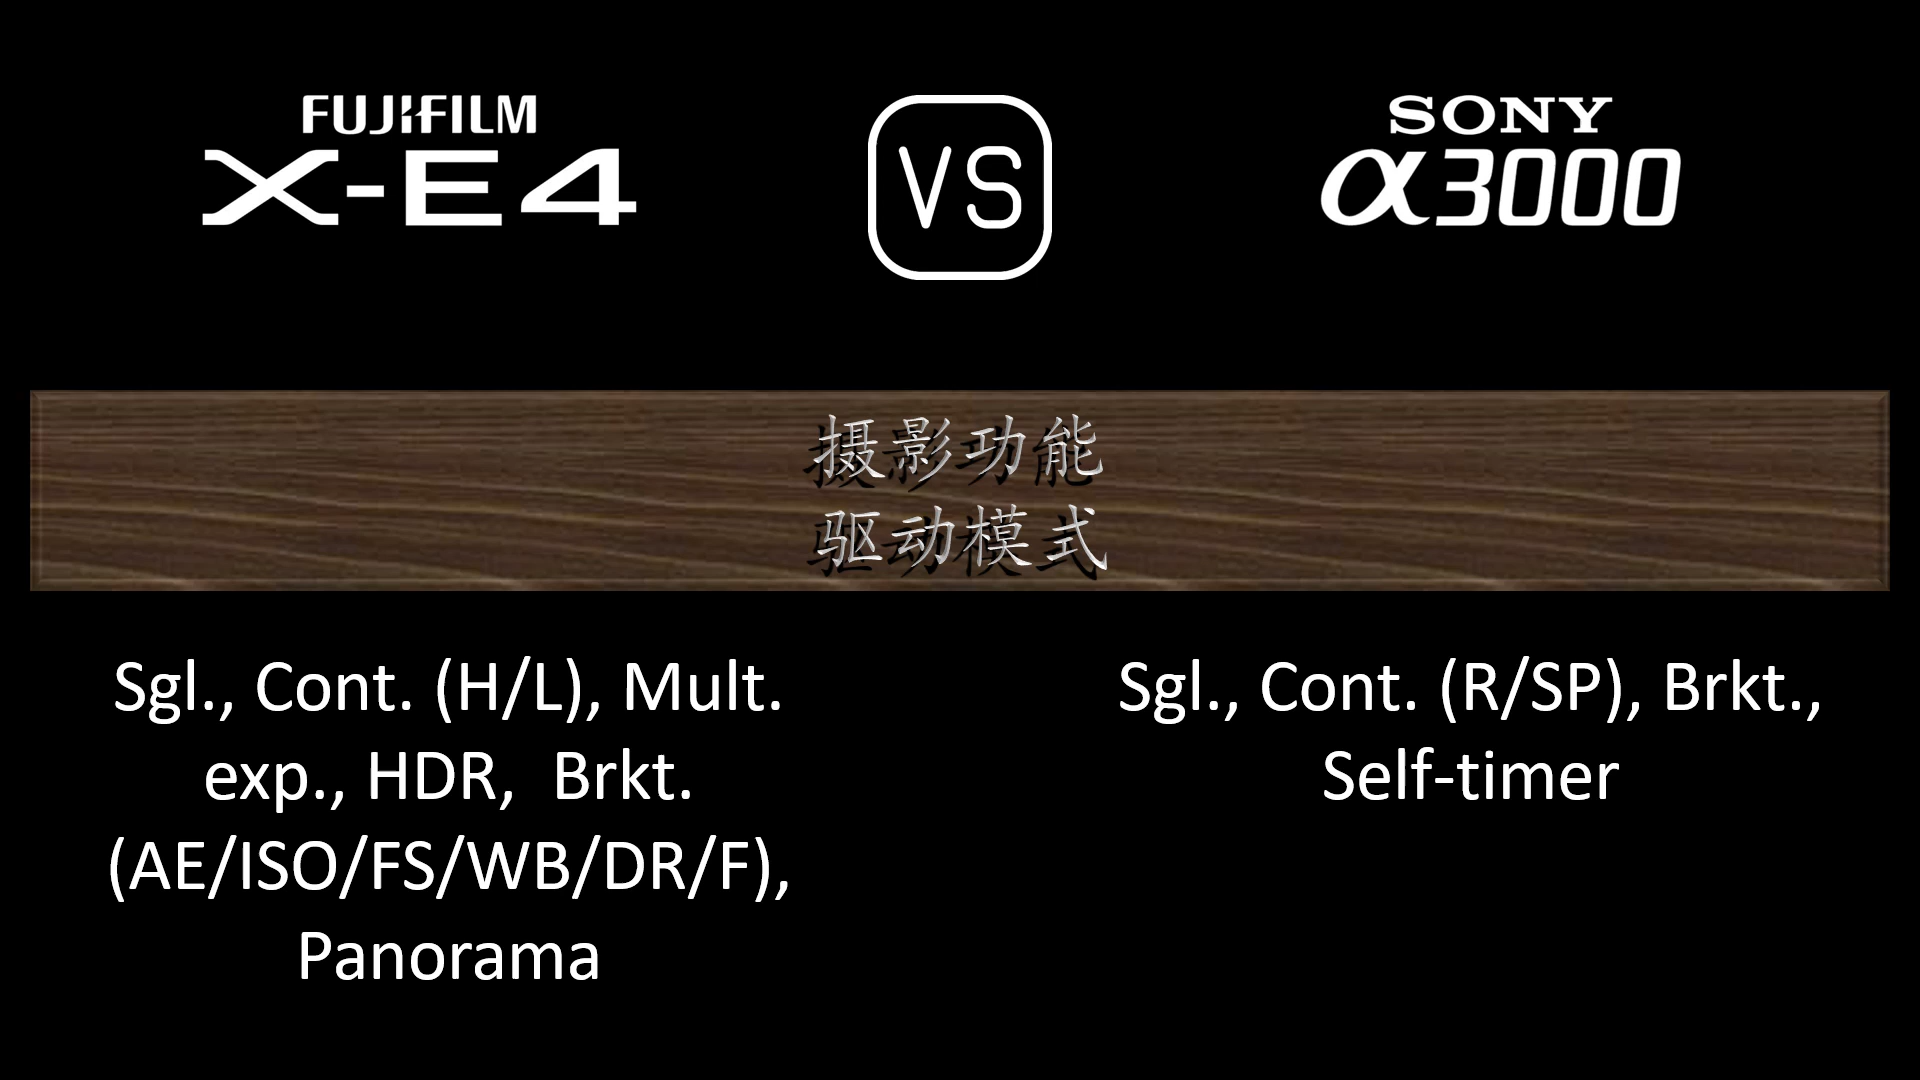 FUJIFILM
X-E4
VS
SONY
α3000
摄影功能
驱动模式
Sgl., Cont. (H/L), Mult.
exp., HDR,  Brkt.
(AE/ISO/FS/WB/DR/F),
Panorama
Sgl., Cont. (R/SP), Brkt.,
Self-timer